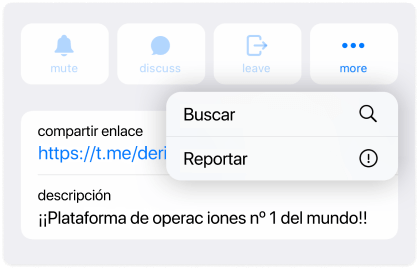 mute discuss leave more
Buscar
compartir enlace
https://t.me/deri
Reportar
descripción
¡¡Plataforma de operac iones nº 1 del mundo!!